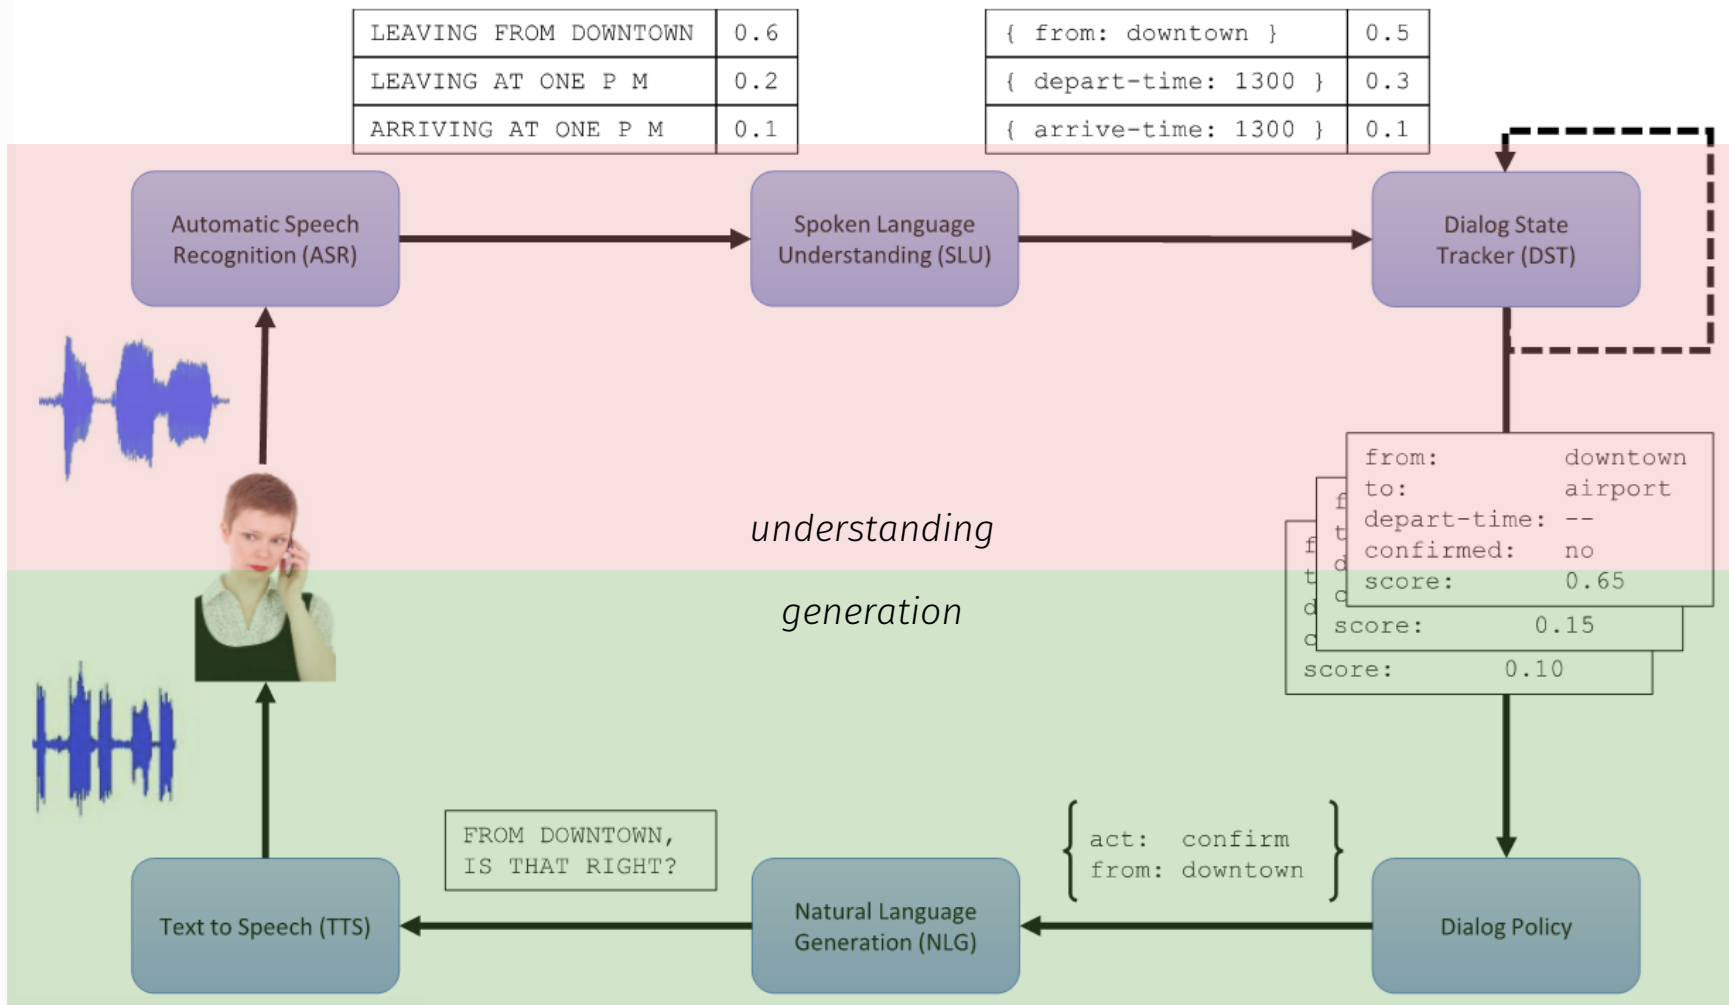 LEAVING FROM DOWNTOWN 0.6
LEAVING AT ONE P M 0.2
ARRIVING AT ONE P M 0.1
{ from: downtown } 0.5
{ depart-time: 1300 } 0.3
{ arrive-time: 1300 } 0.1
Automatic Speech
Recognition (ASR)
Spoken Language
Understanding (SLU)
Dialog State
Tracker (DST)
from: downtown
to: airport
depart-time: --
confirmed: no
score: 0.65
f
t
d
c
score: 0.15
f
t
d
c
score: 0.10
understanding
generation
FROM DOWNTOWN,
IS THAT RIGHT?
act: confirm
from: downtown
Text to Speech (TTS)
Natural Language
Generation (NLG)
Dialog Policy